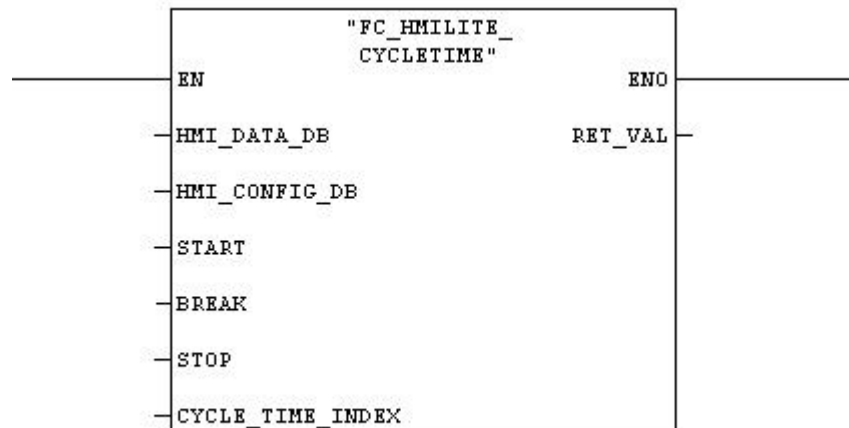 "FC_HMILITE_
CYCLETIME"
EN ENO
HMI_DATA_DB RET_VAL
HMI_CONFIG_DB
START
BREAK
STOP
CYCLE_TIME_INDEX